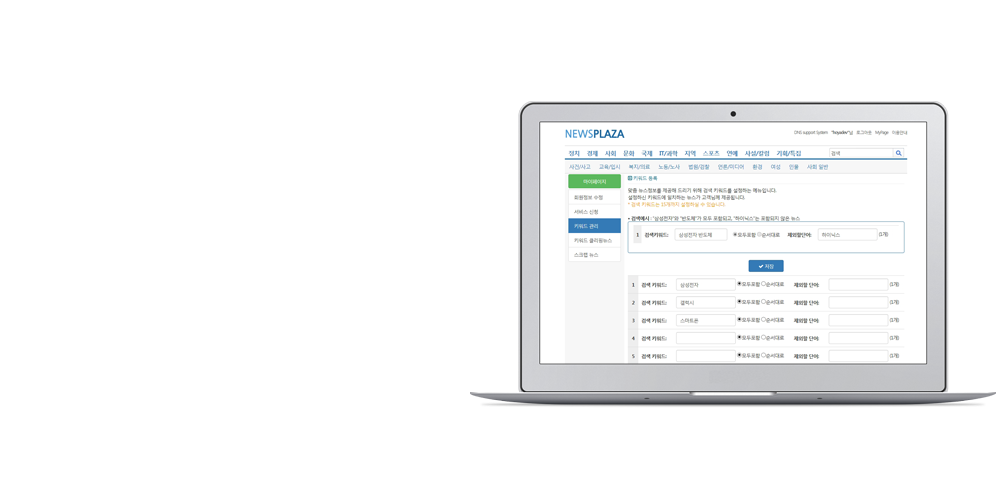 NEWSPLAZA
DNS support System "hoyadev"님 로그아웃 MyPage 이용안내
정치 경제 사회 문화 국제 IT/과학 지역 스포츠 연예 사설/칼럼 기획/특집 검색
사건/사고 교육/입시 복지/의료 노동/노사 법원/검찰 언론/미디어 환경 여성 인물 사회 일반
마이페이지
회원정보 수정
서비스 신청
키워드 관리
키워드 클리핑뉴스
스크랩 뉴스
키워드 등록
맞춤 뉴스정보를 제공해 드리기 위해 검색 키워드를 설정하는 메뉴입니다.
설정하신 키워드에 일치하는 뉴스가 고객님께 제공됩니다.
* 검색 키워드는 15개까지 설정하실 수 있습니다.
• 검색예시 : "삼성전자"와 "반도체"가 모두 포함되고, "하이닉스"는 포함되지 않은 뉴스
1 검색키워드: 삼성전자 반도체 모두포함 순서대로 제외할단어: 하이닉스 (1개)
저장
1 검색 키워드: 삼성전자 모두포함 순서대로 제외할 단어: (1개)
2 검색 키워드: 갤럭시 모두포함 순서대로 제외할 단어: (1개)
3 검색 키워드: 스마트폰 모두포함 순서대로 제외할 단어: (1개)
4 검색 키워드: 모두포함 순서대로 제외할 단어: (1개)
5 검색 키워드: 모두포함 순서대로 제외할 단어: (1개)